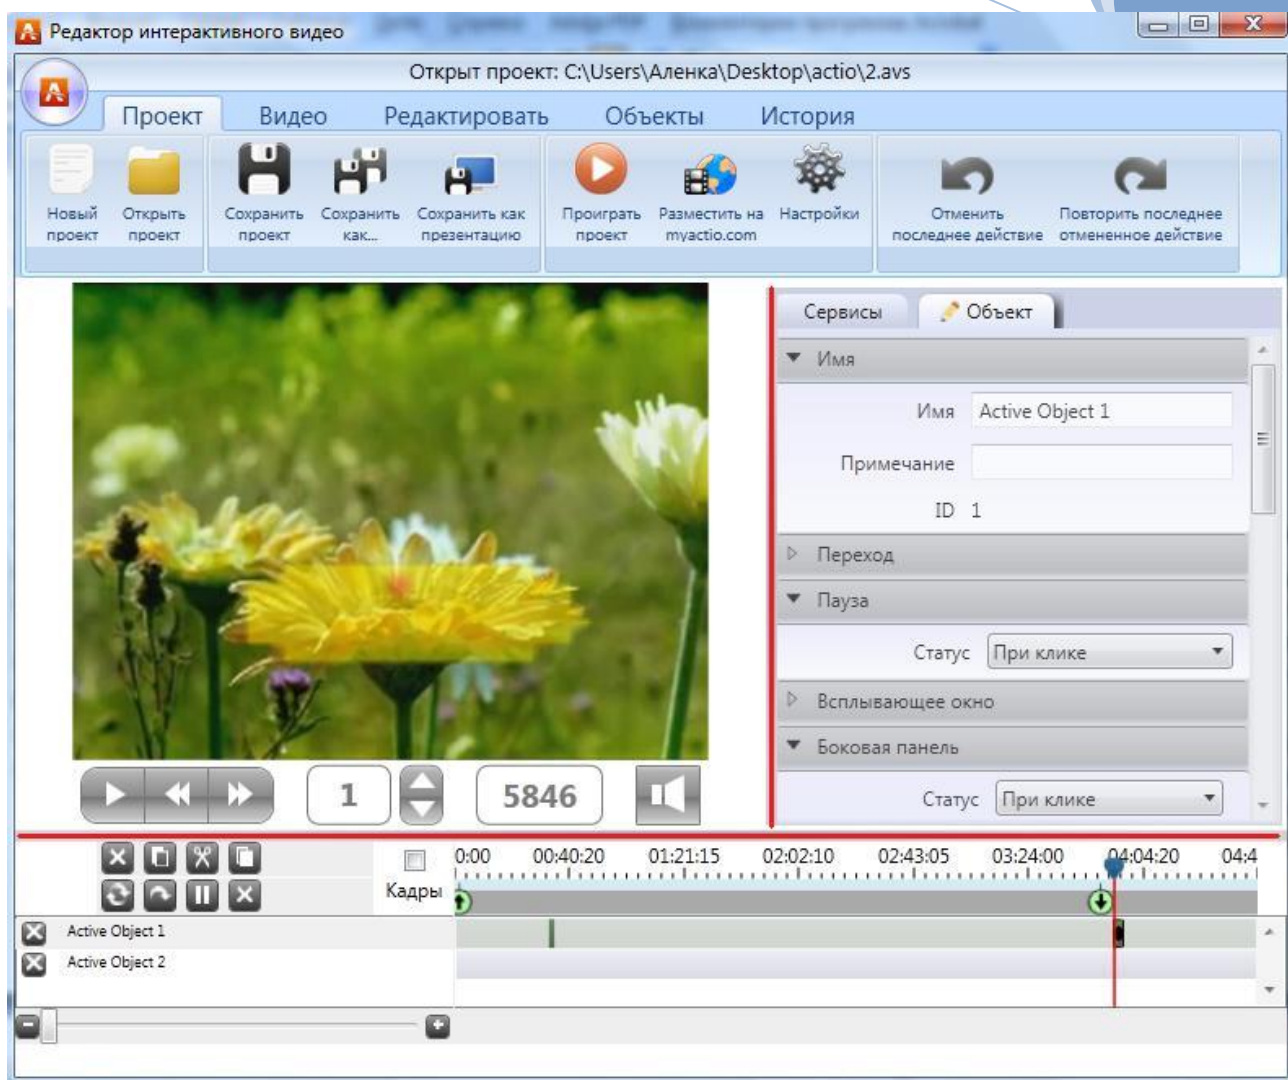 Редактор интерактивного видео
Открыт проект: C:\Users\Аленка\Desktop\actio\2.avs
Проект Видео Редактировать Объекты История
Новый проект
Открыть проект
Сохранить проект
Сохранить как...
Сохранить как презентацию
Проиграть проект
Разместить на myactio.com
Настройки
Отменить последнее действие
Повторить последнее отмененное действие
Сервисы Объект
Имя
Имя Active Object 1
Примечание
ID 1
Переход
Пауза
Статус При клике
Всплывающее окно
Боковая панель
Статус При клике
1 5846
0:00 00:40:20 01:21:15 02:02:10 02:43:05 03:24:00 04:04:20 04:4
Кадры
Active Object 1
Active Object 2